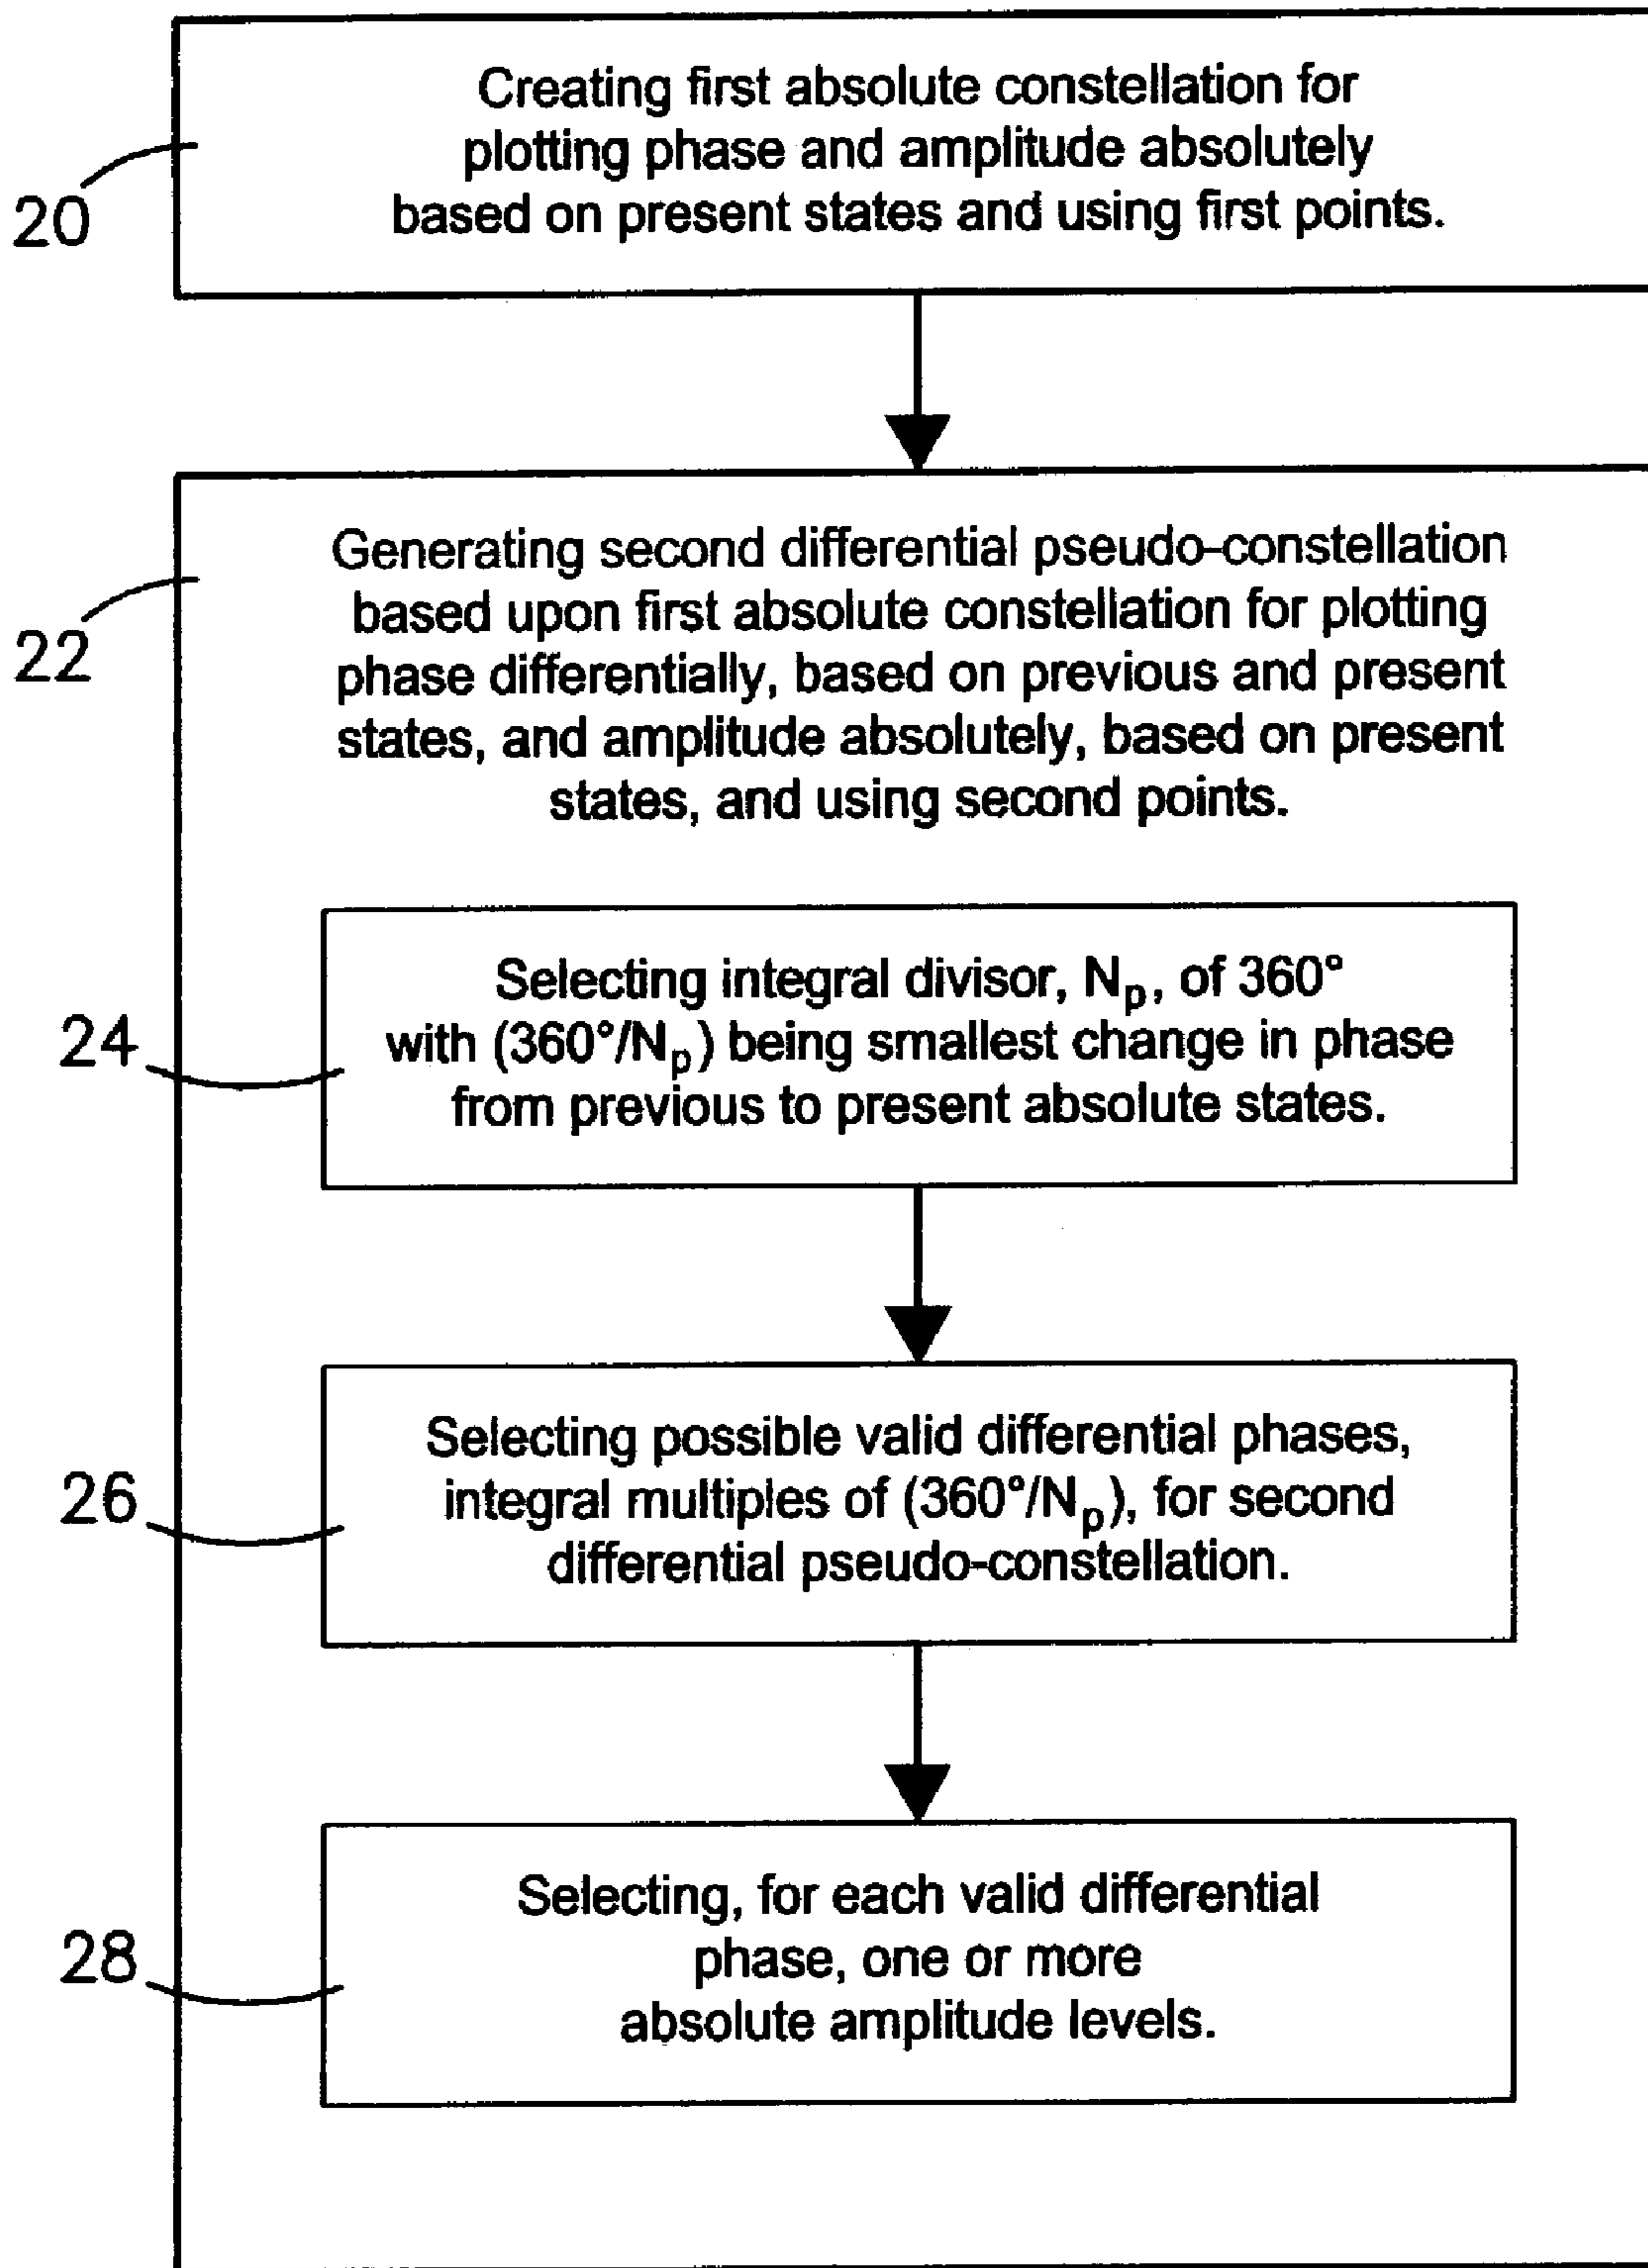 Creating first absolute constellation for
plotting phase and amplitude absolutely
based on present states and using first points.
20
Generating second differential pseudo-constellation
based upon first absolute constellation for plotting
phase differentially, based on previous and present
states, and amplitude absolutely, based on present
states, and using second points.
22
Selecting integral divisor, Nₚ, of 360°
with (360°/Nₚ) being smallest change in phase
from previous to present absolute states.
24
Selecting possible valid differential phases,
integral multiples of (360°/Nₚ), for second
differential pseudo-constellation.
26
Selecting, for each valid differential
phase, one or more
absolute amplitude levels.
28